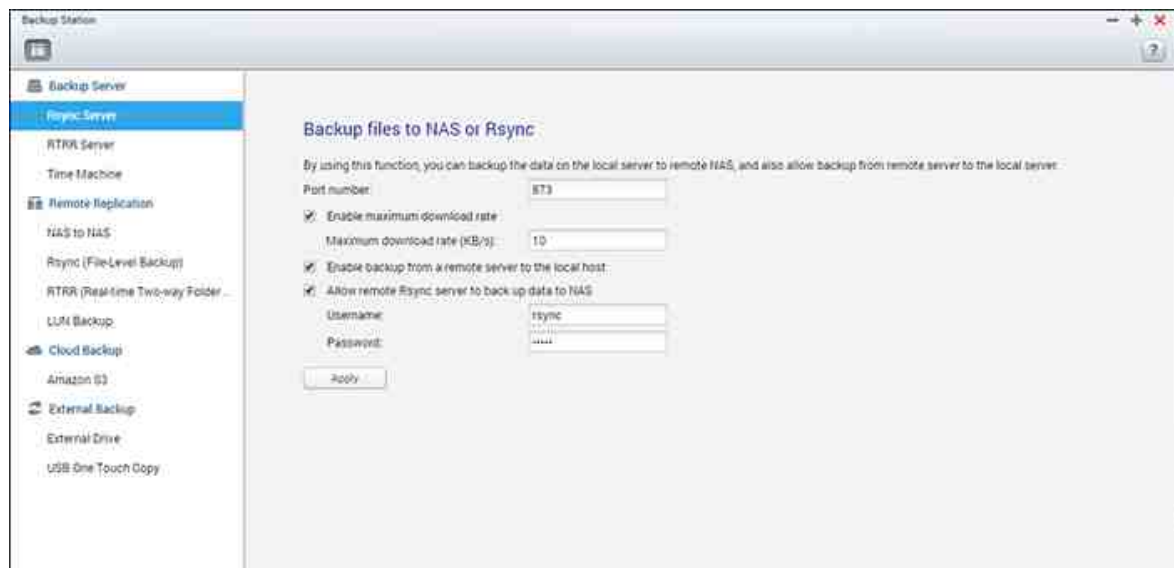 Backup Station
Backup Server
Rsync Server
RTRR Server
Time Machine
Remote Replication
NAS to NAS
Rsync (File-Level Backup)
RTRR (Real-time Two-way Folder ...
LUN Backup
Cloud Backup
Amazon S3
External Backup
External Drive
USB One Touch Copy
Backup files to NAS or Rsync
By using this function, you can backup the data on the local server to remote NAS, and also allow backup from remote server to the local server.
Port number: 873
Enable maximum download rate
Maximum download rate (KB/s): 10
Enable backup from a remote server to the local host
Allow remote Rsync server to back up data to NAS
Username: rsync
Password: •••••
Apply
?